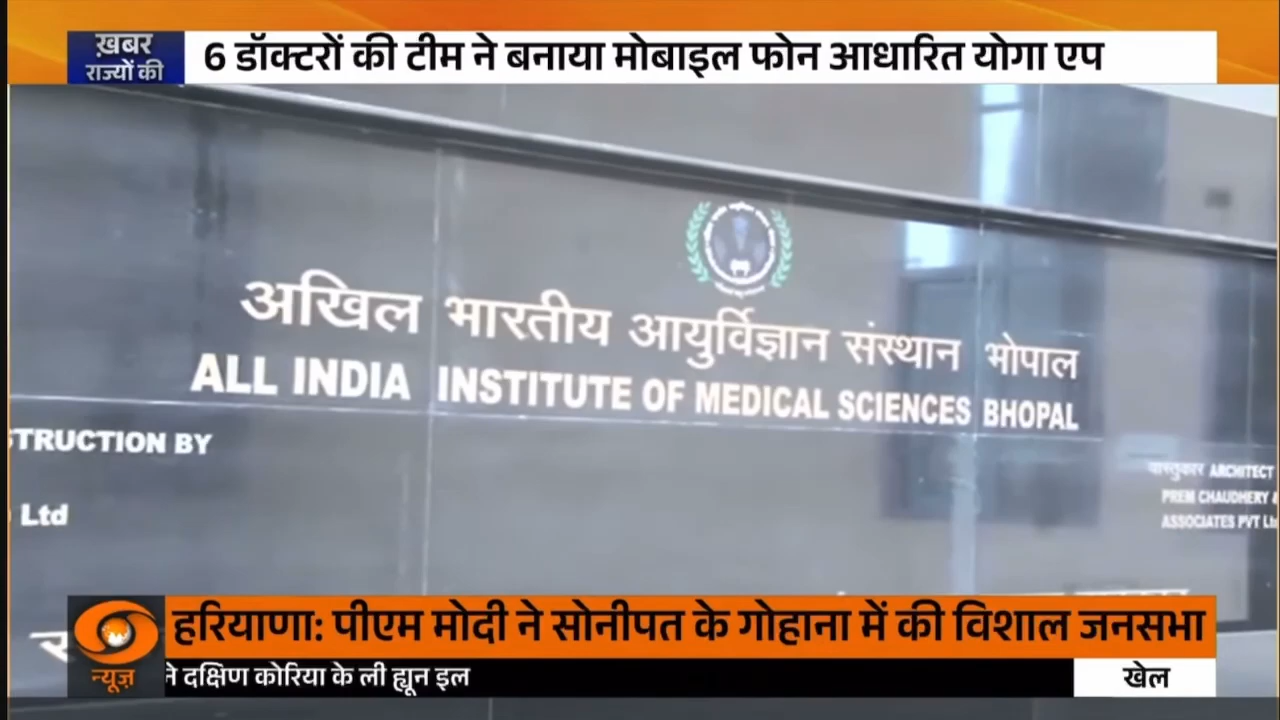 ख़बर
राज्यों की
6 डॉक्टरों की टीम ने बनाया मोबाइल फोन आधारित योगा एप
अखिल भारतीय आयुर्विज्ञान संस्थान भोपाल
ALL INDIA INSTITUTE OF MEDICAL SCIENCES BHOPAL
STRUCTION BY
Ltd
वास्तुकार ARCHITECT
PREM CHAUDHERY &
ASSOCIATES PVT Ltd
हरियाणा: पीएम मोदी ने सोनीपत के गोहाना में की विशाल जनसभा
न्यूज़
ने दक्षिण कोरिया के ली ह्यून इल
खेल